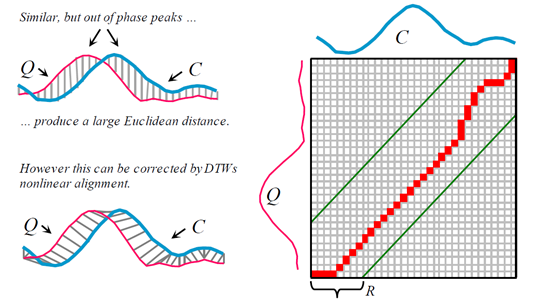 Similar, but out of phase peaks ...
Q
C
... produce a large Euclidean distance.
However this can be corrected by DTWs
nonlinear alignment.
Q
C
C
Q
R